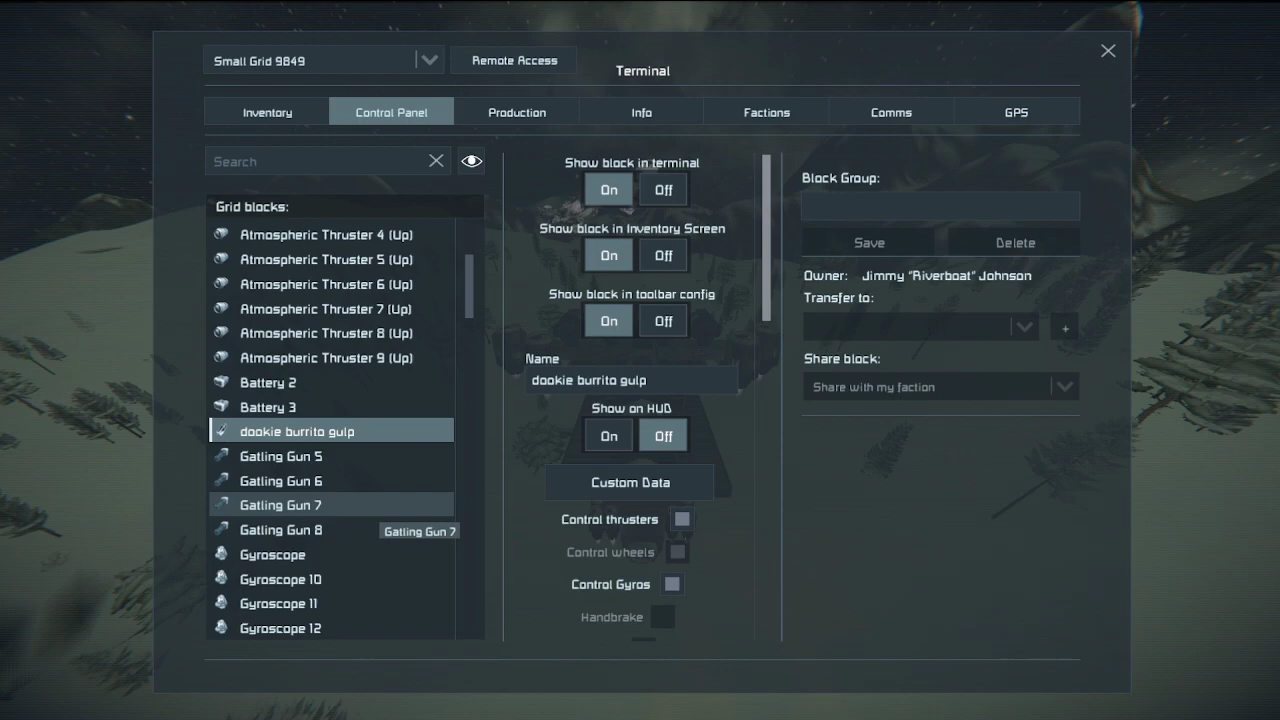 Small Grid 9849
Remote Access
Terminal
Inventory
Control Panel
Production
Info
Factions
Comms
GPS
Search
Grid blocks:
Atmospheric Thruster 4 (Up)
Atmospheric Thruster 5 (Up)
Atmospheric Thruster 6 (Up)
Atmospheric Thruster 7 (Up)
Atmospheric Thruster 8 (Up)
Atmospheric Thruster 9 (Up)
Battery 2
Battery 3
dookie burrito gulp
Gatling Gun 5
Gatling Gun 6
Gatling Gun 7
Gatling Gun 8
Gatling Gun 7
Gyroscope
Gyroscope 10
Gyroscope 11
Gyroscope 12
Show block in terminal
On Off
Show block in Inventory Screen
On Off
Show block in toolbar config
On Off
Name
dookie burrito gulp
Show on HUD
On Off
Custom Data
Control thrusters
Control wheels
Control Gyros
Handbrake
Block Group:
Save
Delete
Owner: Jimmy "Riverboat" Johnson
Transfer to:
+
Share block:
Share with my faction